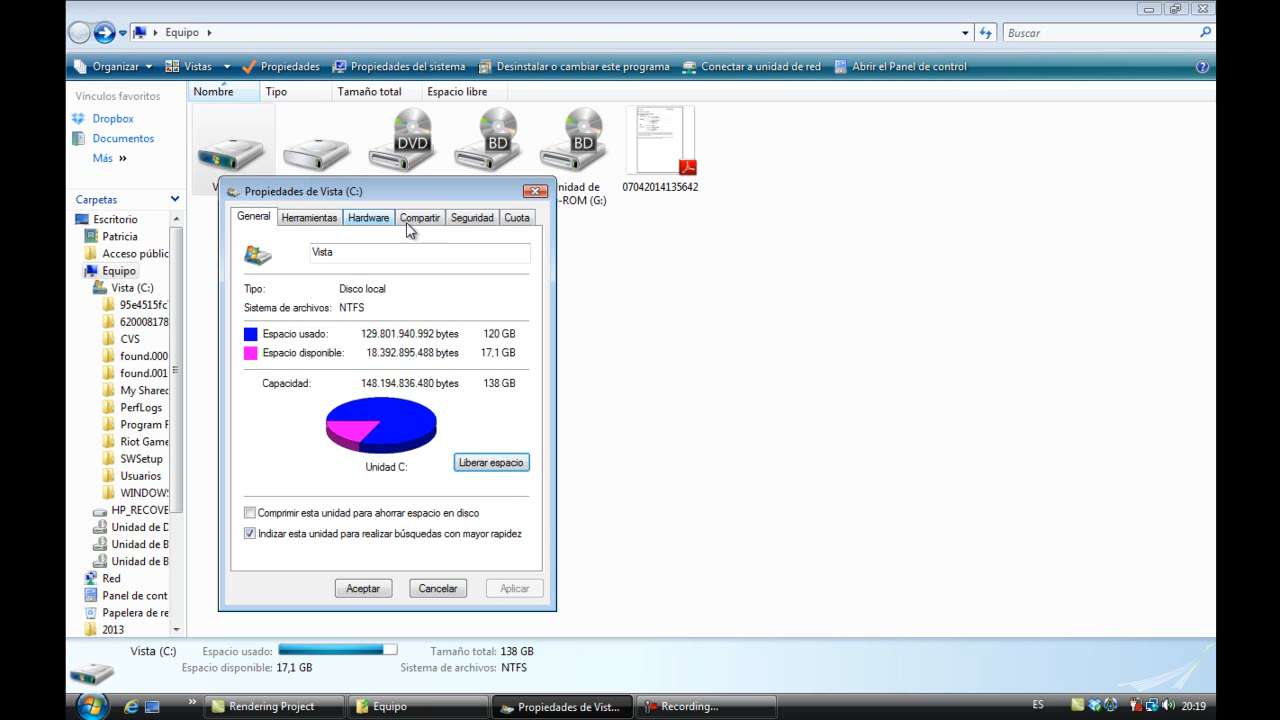 Equipo
Buscar
Organizar
Vistas
Propiedades
Propiedades del sistema
Desinstalar o cambiar este programa
Conectar a unidad de red
Abrir el Panel de control
Vínculos favoritos
Dropbox
Documentos
Más »
Carpetas
Escritorio
Patricia
Acceso públic
Equipo
Vista (C:)
95e4515fc
620008178
CVS
found.000
found.001
My Shared
PerfLogs
Program F
Riot Game
SWSetup
Usuarios
WINDOWS
HP_RECOVE
Unidad de D
Unidad de B
Unidad de B
Red
Panel de cont
Papelera de re
2013
Nombre
Tipo
Tamaño total
Espacio libre
DVD
BD
BD
V
nidad de
-ROM (G:)
07042014135642
Propiedades de Vista (C:)
General
Herramientas
Hardware
Compartir
Seguridad
Cuota
Vista
Tipo: Disco local
Sistema de archivos: NTFS
Espacio usado: 129.801.940.992 bytes 120 GB
Espacio disponible: 18.392.895.488 bytes 17,1 GB
Capacidad: 148.194.836.480 bytes 138 GB
Unidad C:
Liberar espacio
Comprimir esta unidad para ahorrar espacio en disco
Indizar esta unidad para realizar búsquedas con mayor rapidez
Aceptar
Cancelar
Aplicar
Vista (C:)
Espacio usado:
Tamaño total: 138 GB
Espacio disponible: 17,1 GB
Sistema de archivos: NTFS
»
Rendering Project
Equipo
Propiedades de Vist...
Recording...
ES
20:19